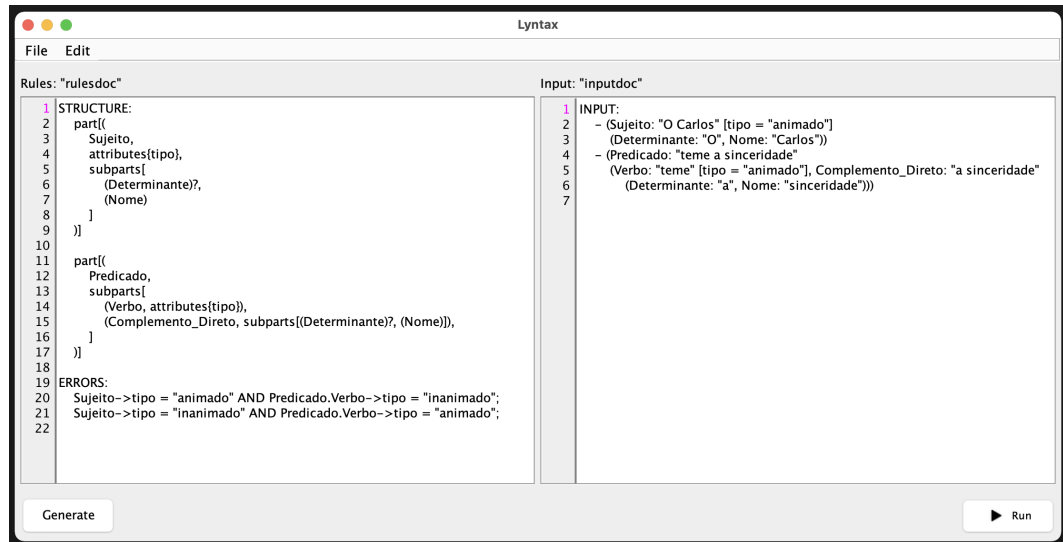 Lyntax
File Edit
Rules: "rulesdoc"
1 STRUCTURE:
2 part[(
3 Sujeito,
4 attributes{tipo},
5 subparts[
6 (Determinante)?,
7 (Nome)
8 ]
9 )]
10
11 part[(
12 Predicado,
13 subparts[
14 (Verbo, attributes{tipo}),
15 (Complemento_Direto, subparts[(Determinante)?, (Nome)]),
16 ]
17 )]
18
19 ERRORS:
20 Sujeito->tipo = "animado" AND Predicado.Verbo->tipo = "inanimado";
21 Sujeito->tipo = "inanimado" AND Predicado.Verbo->tipo = "animado";
22
Input: "inputdoc"
1 INPUT:
2 - (Sujeito: "O Carlos" [tipo = "animado"]
3 (Determinante: "O", Nome: "Carlos"))
4 - (Predicado: "teme a sinceridade"
5 (Verbo: "teme" [tipo = "animado"], Complemento_Direto: "a sinceridade"
6 (Determinante: "a", Nome: "sinceridade")))
7
Generate
Run